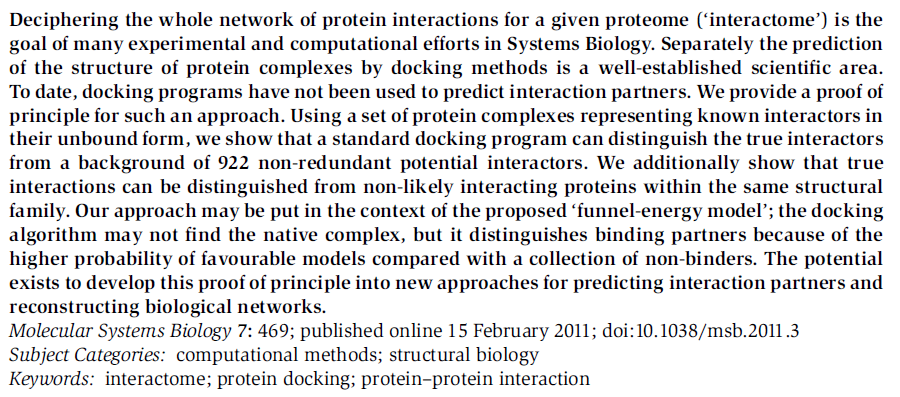 Deciphering the whole network of protein interactions for a given proteome (‘interactome’) is the
goal of many experimental and computational efforts in Systems Biology. Separately the prediction
of the structure of protein complexes by docking methods is a well-established scientific area.
To date, docking programs have not been used to predict interaction partners. We provide a proof of
principle for such an approach. Using a set of protein complexes representing known interactors in
their unbound form, we show that a standard docking program can distinguish the true interactors
from a background of 922 non-redundant potential interactors. We additionally show that true
interactions can be distinguished from non-likely interacting proteins within the same structural
family. Our approach may be put in the context of the proposed ‘funnel-energy model’; the docking
algorithm may not find the native complex, but it distinguishes binding partners because of the
higher probability of favourable models compared with a collection of non-binders. The potential
exists to develop this proof of principle into new approaches for predicting interaction partners and
reconstructing biological networks.
Molecular Systems Biology 7: 469; published online 15 February 2011; doi:10.1038/msb.2011.3
Subject Categories: computational methods; structural biology
Keywords: interactome; protein docking; protein–protein interaction